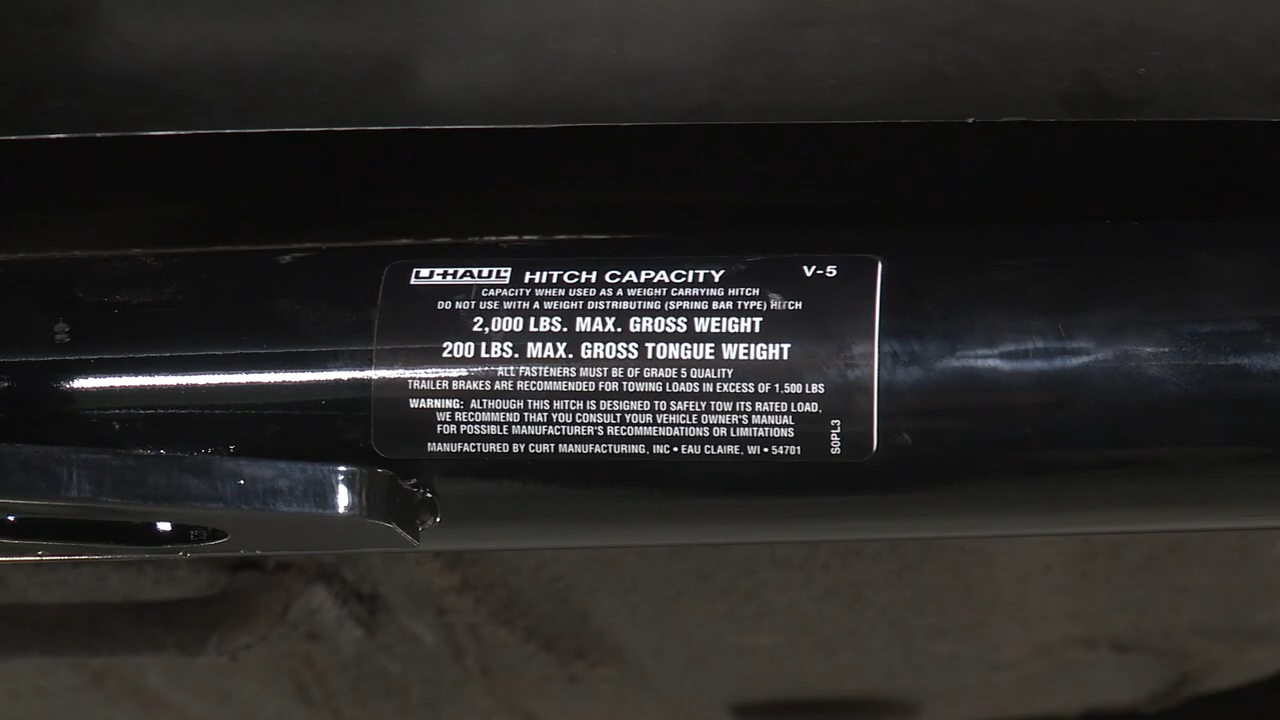 U-HAUL HITCH CAPACITY V-5
CAPACITY WHEN USED AS A WEIGHT CARRYING HITCH
DO NOT USE WITH A WEIGHT DISTRIBUTING (SPRING BAR TYPE) HITCH
2,000 LBS. MAX. GROSS WEIGHT
200 LBS. MAX. GROSS TONGUE WEIGHT
ALL FASTENERS MUST BE OF GRADE 5 QUALITY
TRAILER BRAKES ARE RECOMMENDED FOR TOWING LOADS IN EXCESS OF 1,500 LBS
WARNING: ALTHOUGH THIS HITCH IS DESIGNED TO SAFELY TOW ITS RATED LOAD,
WE RECOMMEND THAT YOU CONSULT YOUR VEHICLE OWNER'S MANUAL
FOR POSSIBLE MANUFACTURER'S RECOMMENDATIONS OR LIMITATIONS
MANUFACTURED BY CURT MANUFACTURING, INC • EAU CLAIRE, WI • 54701
S0PL3